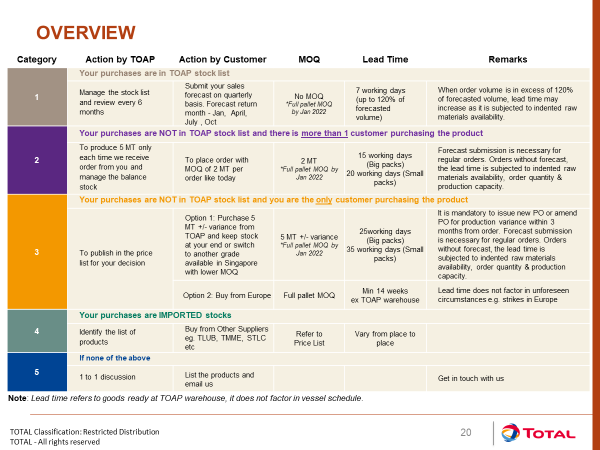 OVERVIEW
Category Action by TOAP Action by Customer MOQ Lead Time Remarks
Your purchases are in TOAP stock list
1
Manage the stock list
and review every 6
months
Submit your sales
forecast on quarterly
basis. Forecast return
month - Jan, April,
July , Oct
No MOQ
*Full pallet MOQ
by Jan 2022
7 working days
(up to 120% of
forecasted
volume)
When order volume is in excess of 120%
of forecasted volume, lead time may
increase as it is subjected to indented raw
materials availability.
Your purchases are NOT in TOAP stock list and there is more than 1 customer purchasing the product
2
To produce 5 MT only
each time we receive
order from you and
manage the balance
stock
To place order with
MOQ of 2 MT per
order like today
2 MT
*Full pallet MOQ by
Jan 2022
15 working days
(Big packs)
20 working days (Small
packs)
Forecast submission is necessary for
regular orders. Orders without forecast,
the lead time is subjected to indented raw
materials availability, order quantity &
production capacity.
Your purchases are NOT in TOAP stock list and you are the only customer purchasing the product
3
To publish in the price
list for your decision
Option 1: Purchase 5
MT +/- variance from
TOAP and keep stock
at your end or switch
to another grade
available in Singapore
with lower MOQ
5 MT +/- variance
*Full pallet MOQ by
Jan 2022
25working days
(Big packs)
35 working days (Small
packs)
It is mandatory to issue new PO or amend
PO for production variance within 3
months from order. Forecast submission
is necessary for regular orders. Orders
without forecast, the lead time is
subjected to indented raw materials
availability, order quantity & production
capacity.
Option 2: Buy from Europe
Full pallet MOQ
Min 14 weeks
ex TOAP warehouse
Lead time does not factor in unforeseen
circumstances e.g. strikes in Europe
Your purchases are IMPORTED stocks
4
Identify the list of
products
Buy from Other Suppliers
eg. TLUB, TMME, STLC
etc
Refer to
Price List
Vary from place to
place
If none of the above
5
1 to 1 discussion
List the products and
email us
Get in touch with us
Note: Lead time refers to goods ready at TOAP warehouse, it does not factor in vessel schedule.
TOTAL Classification: Restricted Distribution
TOTAL - All rights reserved
20
TOTAL